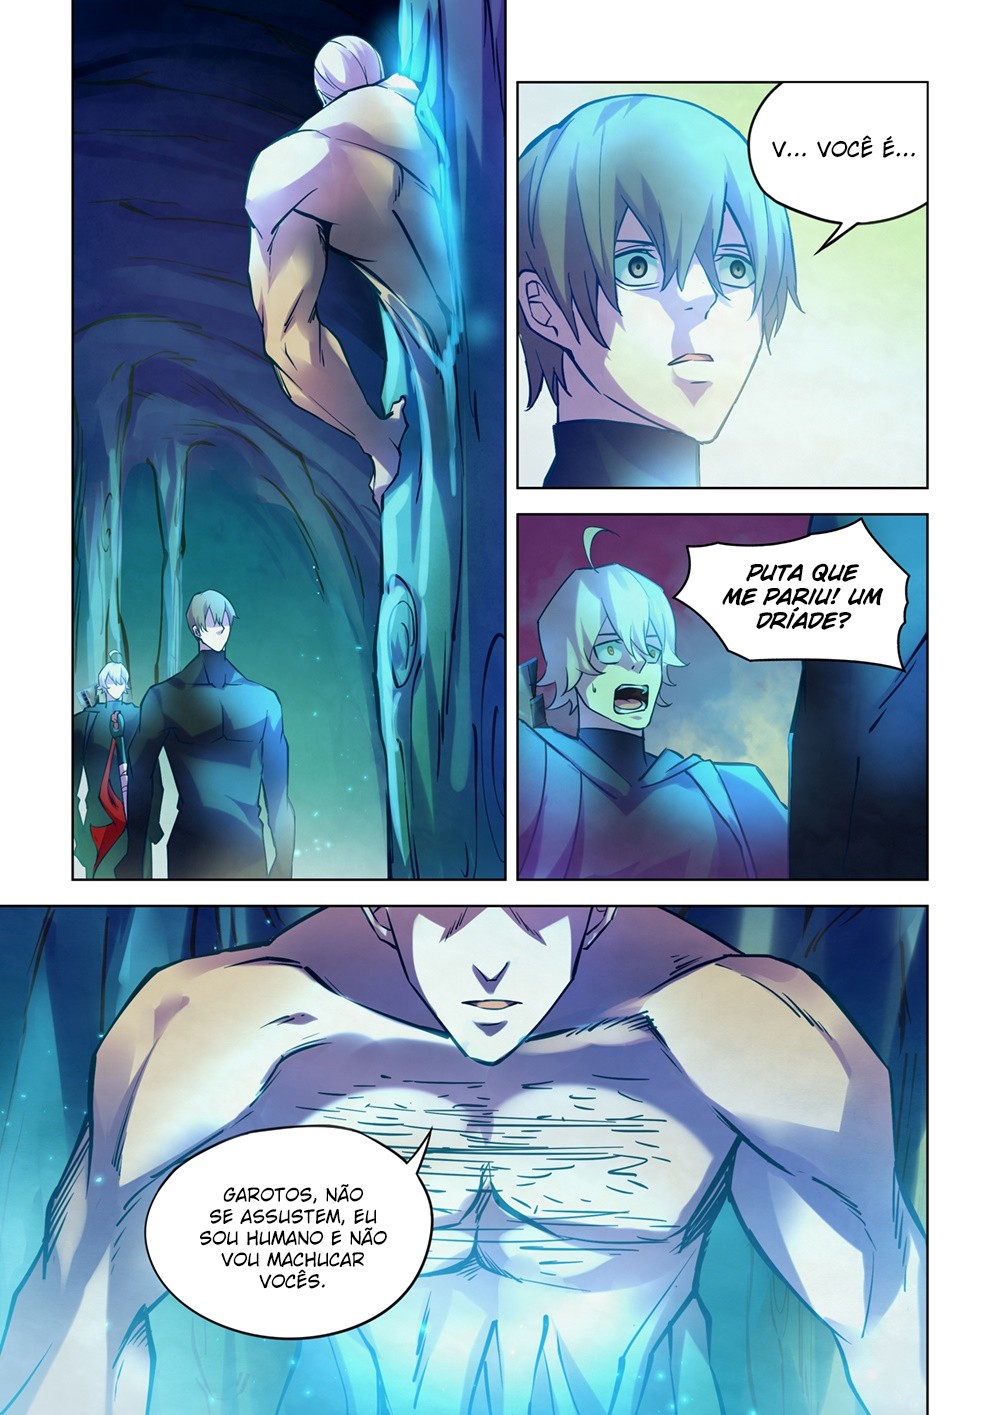 V... VOCÊ É...
PUTA QUE
ME PARIU! UM
DRÍADE?
GAROTOS, NÃO
SE ASSUSTEM, EU
SOU HUMANO E NÃO
VOU MACHUCAR
VOCÊS.